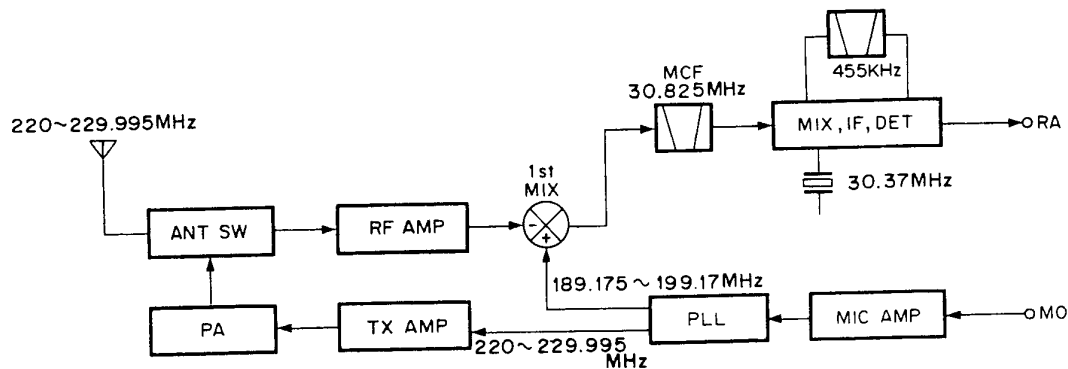 455KHz
MCF
30.825MHz
MIX, IF, DET
RA
30.37MHz
220~229.995MHz
1st
MIX
ANT SW
RF AMP
-
+
189.175~199.17MHz
PA
TX AMP
PLL
MIC AMP
MO
220~229.995
MHz